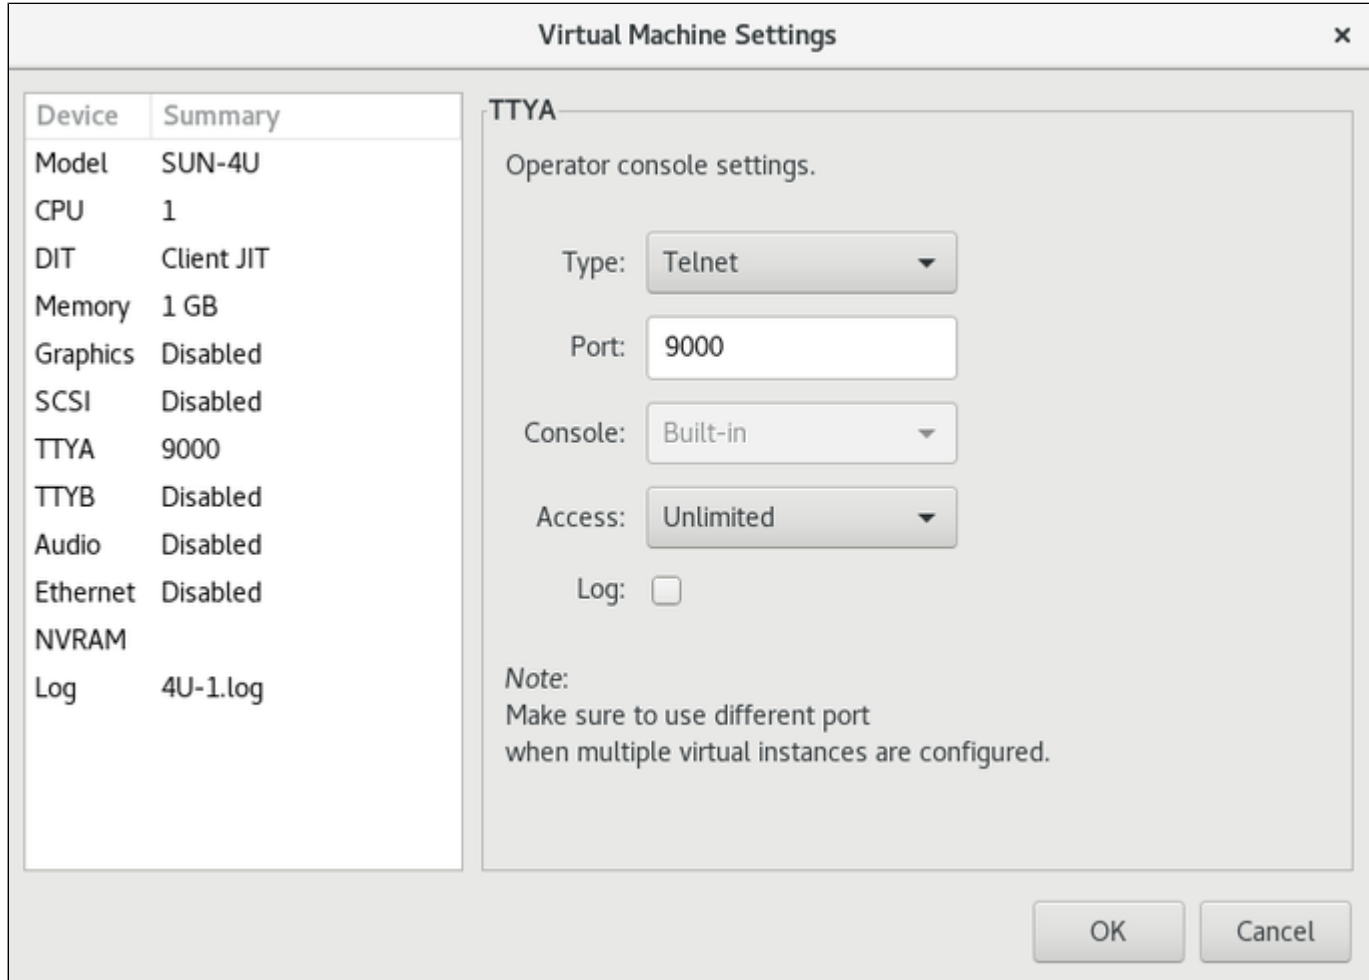 Virtual Machine Settings
Device Summary
Model SUN-4U
CPU 1
DIT Client JIT
Memory 1 GB
Graphics Disabled
SCSI Disabled
TTYA 9000
TTYB Disabled
Audio Disabled
Ethernet Disabled
NVRAM
Log 4U-1.log
TTYA
Operator console settings.
Type: Telnet
Port: 9000
Console: Built-in
Access: Unlimited
Log:
Note:
Make sure to use different port
when multiple virtual instances are configured.
OK Cancel